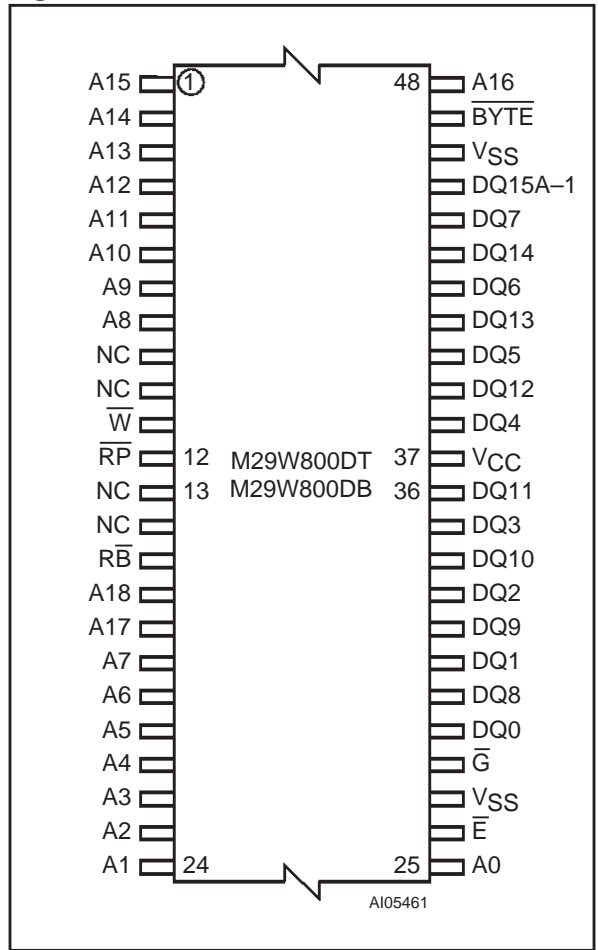 A15 ① 48 A16
A14 B̅Y̅T̅E̅
A13 VSS
A12 DQ15A–1
A11 DQ7
A10 DQ14
A9 DQ6
A8 DQ13
NC DQ5
NC DQ12
W̅ DQ4
R̅P̅ 12 M29W800DT 37 VCC
NC 13 M29W800DB 36 DQ11
NC DQ3
RB̅ DQ10
A18 DQ2
A17 DQ9
A7 DQ1
A6 DQ8
A5 DQ0
A4 G̅
A3 VSS
A2 E̅
A1 24 25 A0
AI05461